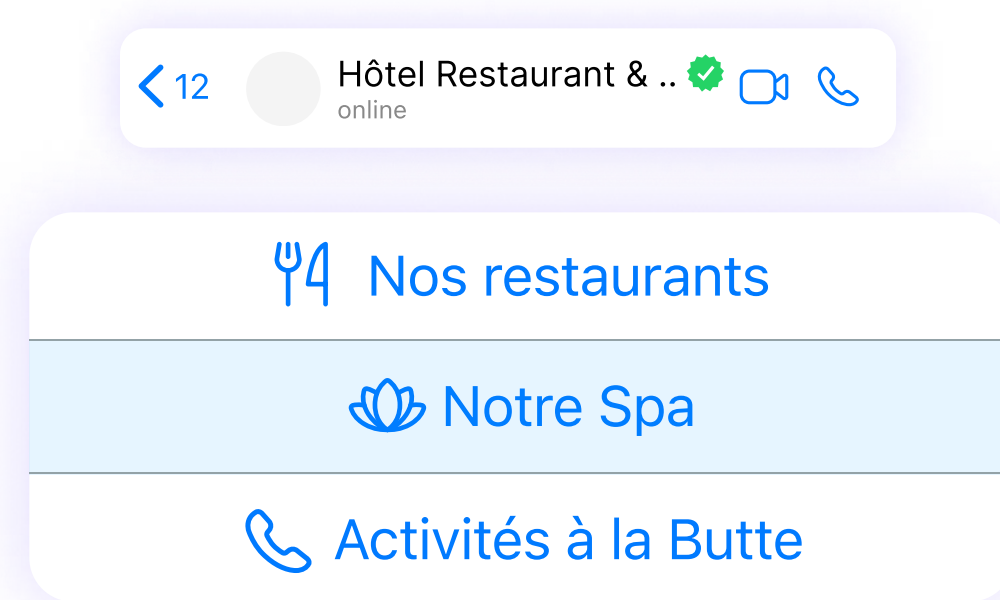 12
Hôtel Restaurant & ..
online
Nos restaurants
Notre Spa
Activités à la Butte